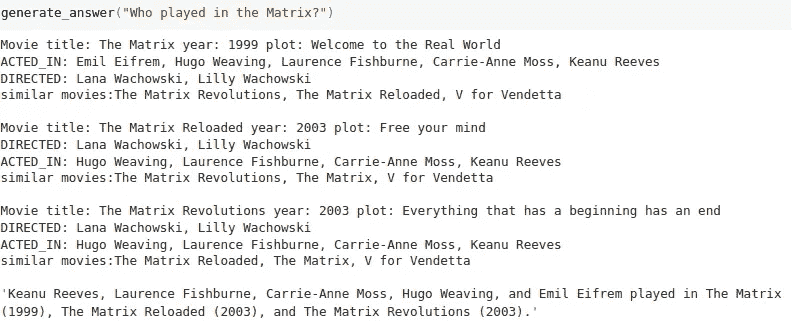 generate_answer("Who played in the Matrix?")
Movie title: The Matrix year: 1999 plot: Welcome to the Real World
ACTED_IN: Emil Eifrem, Hugo Weaving, Laurence Fishburne, Carrie-Anne Moss, Keanu Reeves
DIRECTED: Lana Wachowski, Lilly Wachowski
similar movies:The Matrix Revolutions, The Matrix Reloaded, V for Vendetta
Movie title: The Matrix Reloaded year: 2003 plot: Free your mind
DIRECTED: Lana Wachowski, Lilly Wachowski
ACTED_IN: Hugo Weaving, Laurence Fishburne, Carrie-Anne Moss, Keanu Reeves
similar movies:The Matrix Revolutions, The Matrix, V for Vendetta
Movie title: The Matrix Revolutions year: 2003 plot: Everything that has a beginning has an end
DIRECTED: Lana Wachowski, Lilly Wachowski
ACTED_IN: Hugo Weaving, Laurence Fishburne, Carrie-Anne Moss, Keanu Reeves
similar movies:The Matrix Reloaded, The Matrix, V for Vendetta
'Keanu Reeves, Laurence Fishburne, Carrie-Anne Moss, Hugo Weaving, and Emil Eifrem played in The Matrix
(1999), The Matrix Reloaded (2003), and The Matrix Revolutions (2003).'